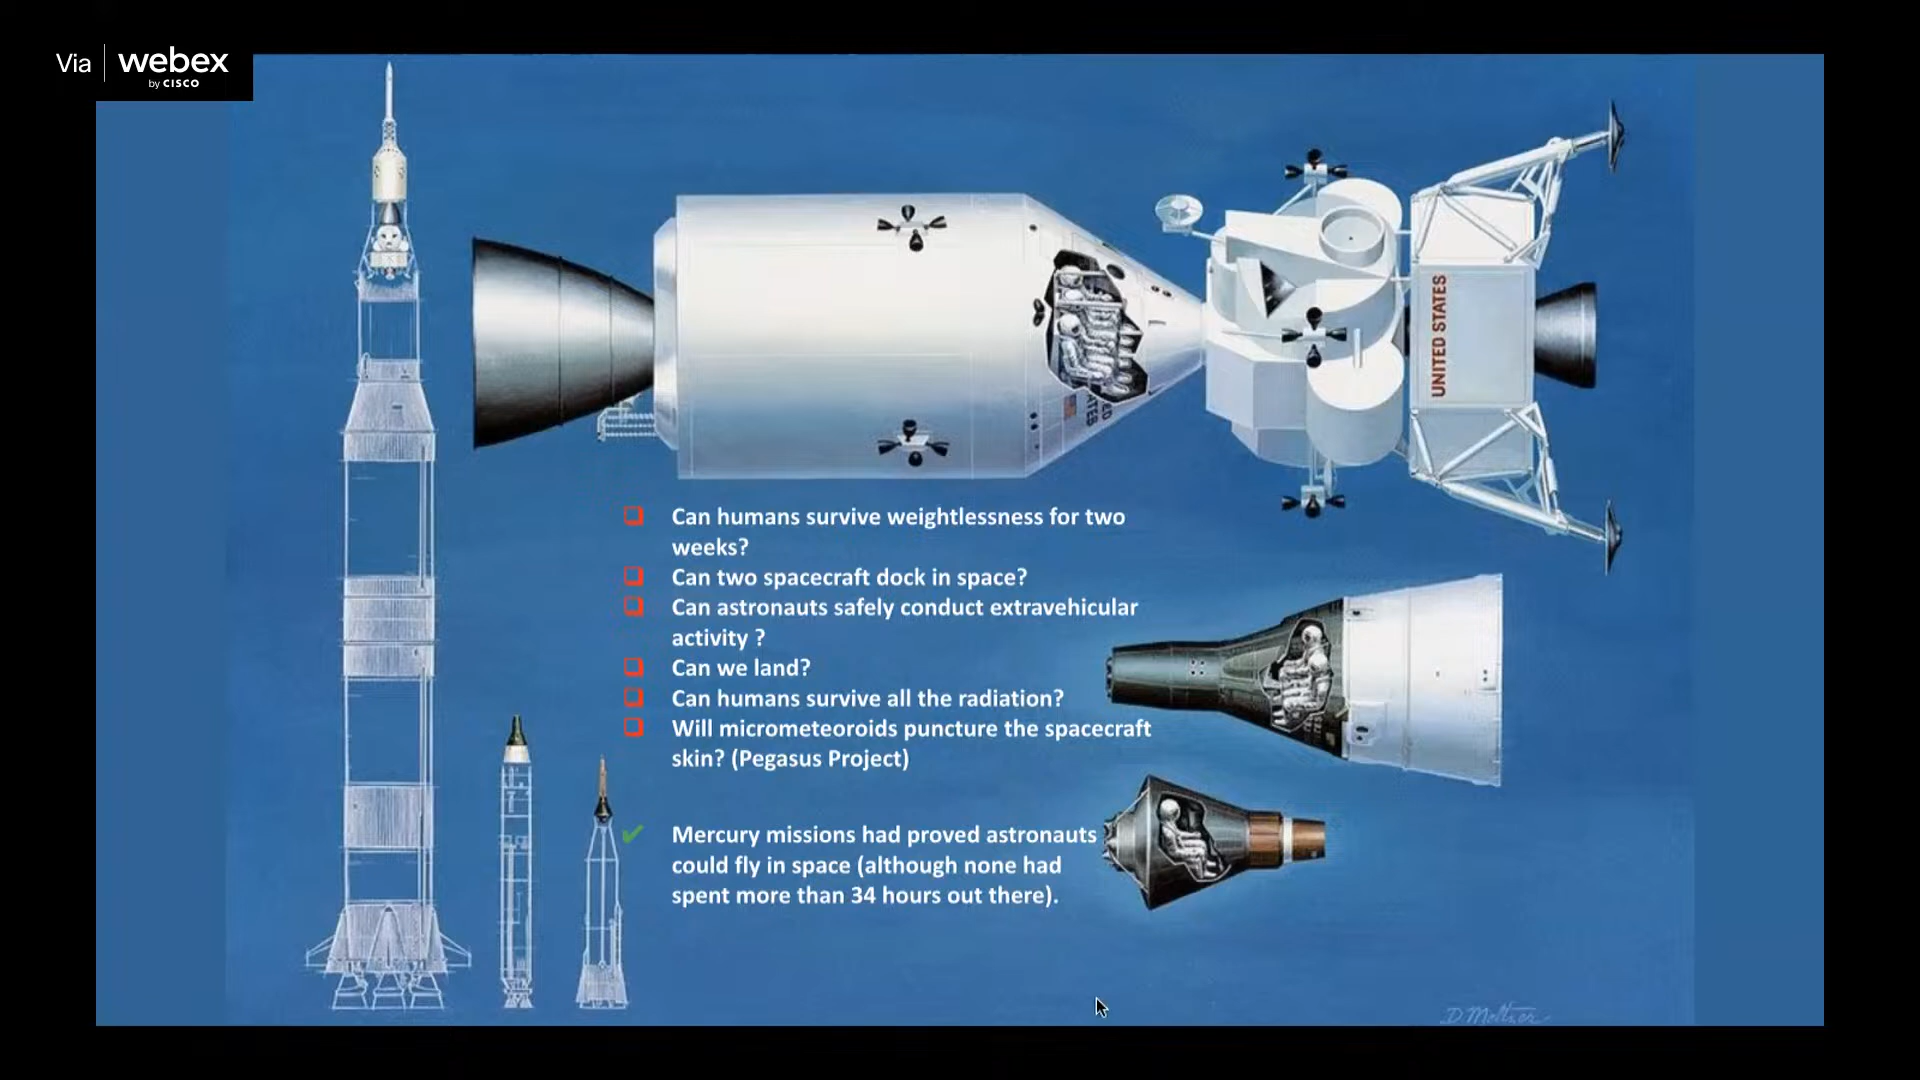 Via webex
by CISCO
UNITED STATES
ED
ATES
Can humans survive weightlessness for two
weeks?
Can two spacecraft dock in space?
Can astronauts safely conduct extravehicular
activity ?
Can we land?
Can humans survive all the radiation?
Will micrometeoroids puncture the spacecraft
skin? (Pegasus Project)
Mercury missions had proved astronauts
could fly in space (although none had
spent more than 34 hours out there).